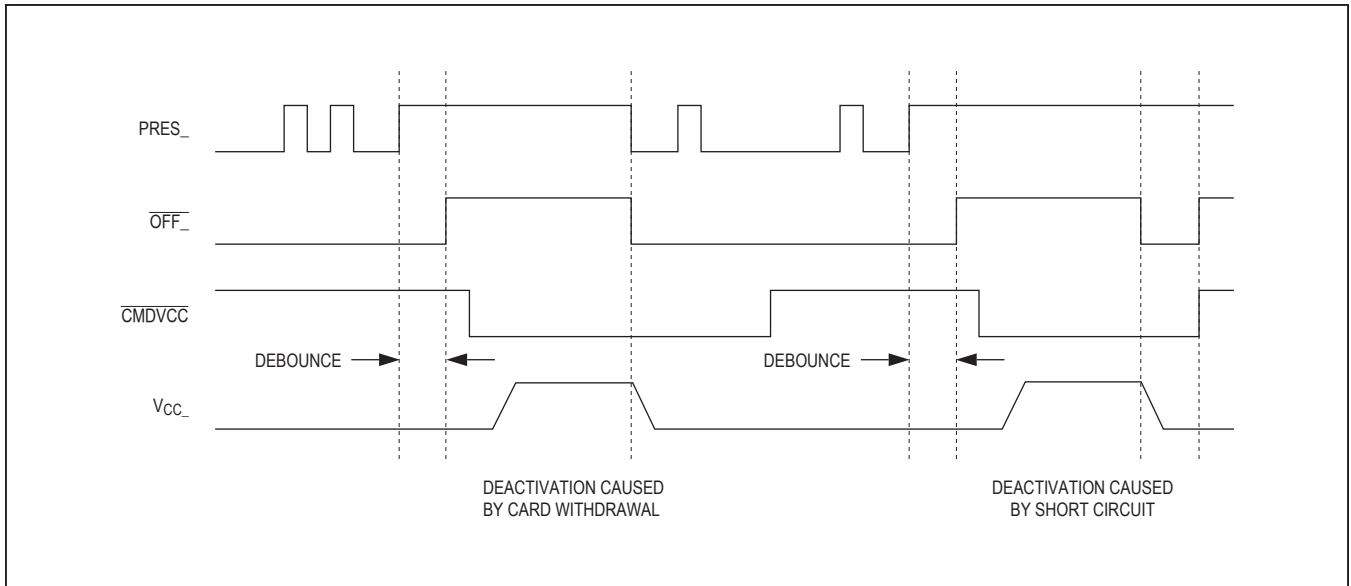 PRES_
OFF_
CMDVCC
DEBOUNCE
DEBOUNCE
VCC_
DEACTIVATION CAUSED
BY CARD WITHDRAWAL
DEACTIVATION CAUSED
BY SHORT CIRCUIT